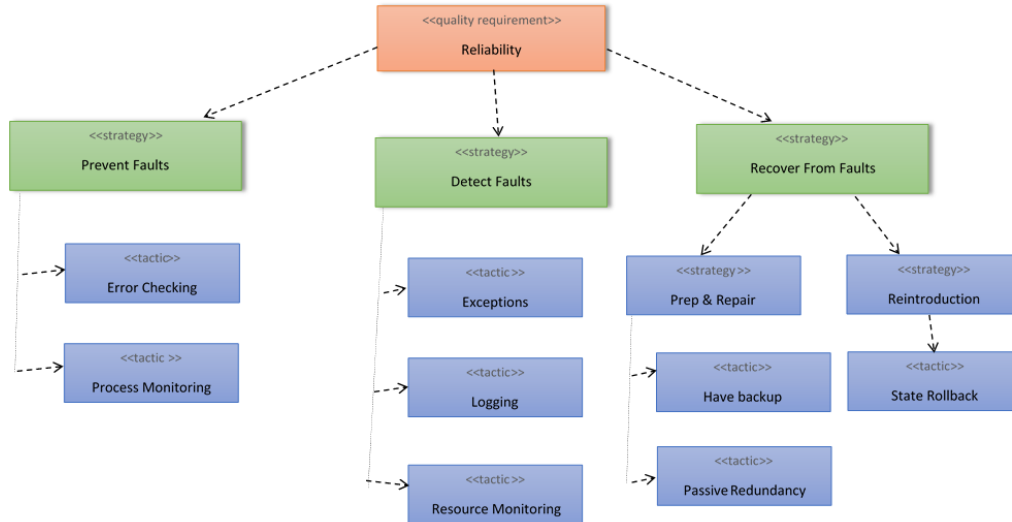 <<quality requirement>>
Reliability
<<strategy>>
Prevent Faults
<<strategy>>
Detect Faults
<<strategy>>
Recover From Faults
<<tactic>>
Error Checking
<<tactic >>
Process Monitoring
<<tactic>>
Exceptions
<<tactic>>
Logging
<<tactic>>
Resource Monitoring
<<strategy>>
Prep & Repair
<<strategy>>
Reintroduction
<<tactic>>
Have backup
<<tactic>>
State Rollback
<<tactic>>
Passive Redundancy